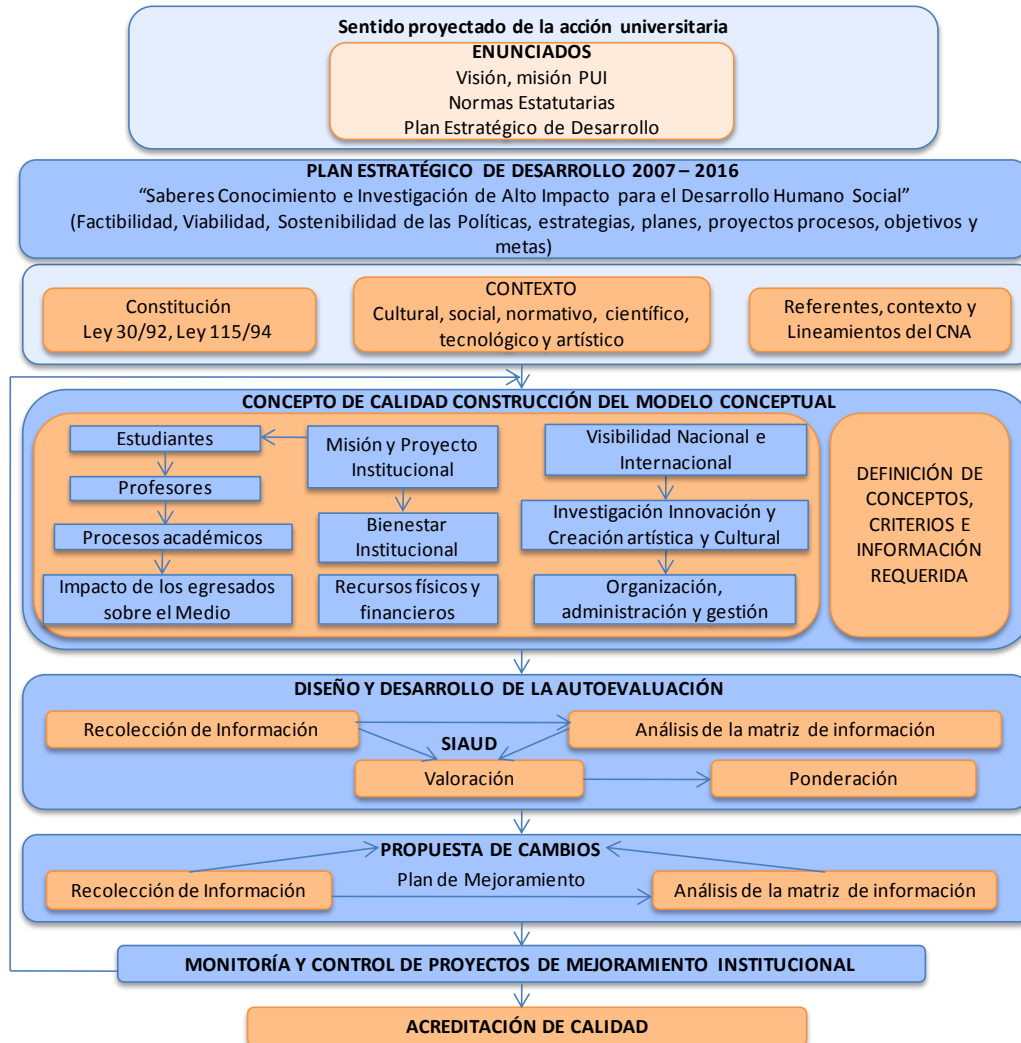 Sentido proyectado de la acción universitaria
ENUNCIADOS
Visión, misión PUI
Normas Estatutarias
Plan Estratégico de Desarrollo
PLAN ESTRATÉGICO DE DESARROLLO 2007 – 2016
“Saberes Conocimiento e Investigación de Alto Impacto para el Desarrollo Humano Social”
(Factibilidad, Viabilidad, Sostenibilidad de las Políticas, estrategias, planes, proyectos procesos, objetivos y
metas)
Constitución
Ley 30/92, Ley 115/94
CONTEXTO
Cultural, social, normativo, científico,
tecnológico y artístico
Referentes, contexto y
Lineamientos del CNA
CONCEPTO DE CALIDAD CONSTRUCCIÓN DEL MODELO CONCEPTUAL
Estudiantes
Profesores
Procesos académicos
Impacto de los egresados
sobre el Medio
Misión y Proyecto
Institucional
Bienestar
Institucional
Recursos físicos y
financieros
Visibilidad Nacional e
Internacional
Investigación Innovación y
Creación artística y Cultural
Organización,
administración y gestión
DEFINICIÓN DE
CONCEPTOS,
CRITERIOS E
INFORMACIÓN
REQUERIDA
DISEÑO Y DESARROLLO DE LA AUTOEVALUACIÓN
Recolección de Información
SIAUD
Análisis de la matriz de información
Valoración
Ponderación
PROPUESTA DE CAMBIOS
Plan de Mejoramiento
Recolección de Información
Análisis de la matriz de información
MONITORÍA Y CONTROL DE PROYECTOS DE MEJORAMIENTO INSTITUCIONAL
ACREDITACIÓN DE CALIDAD